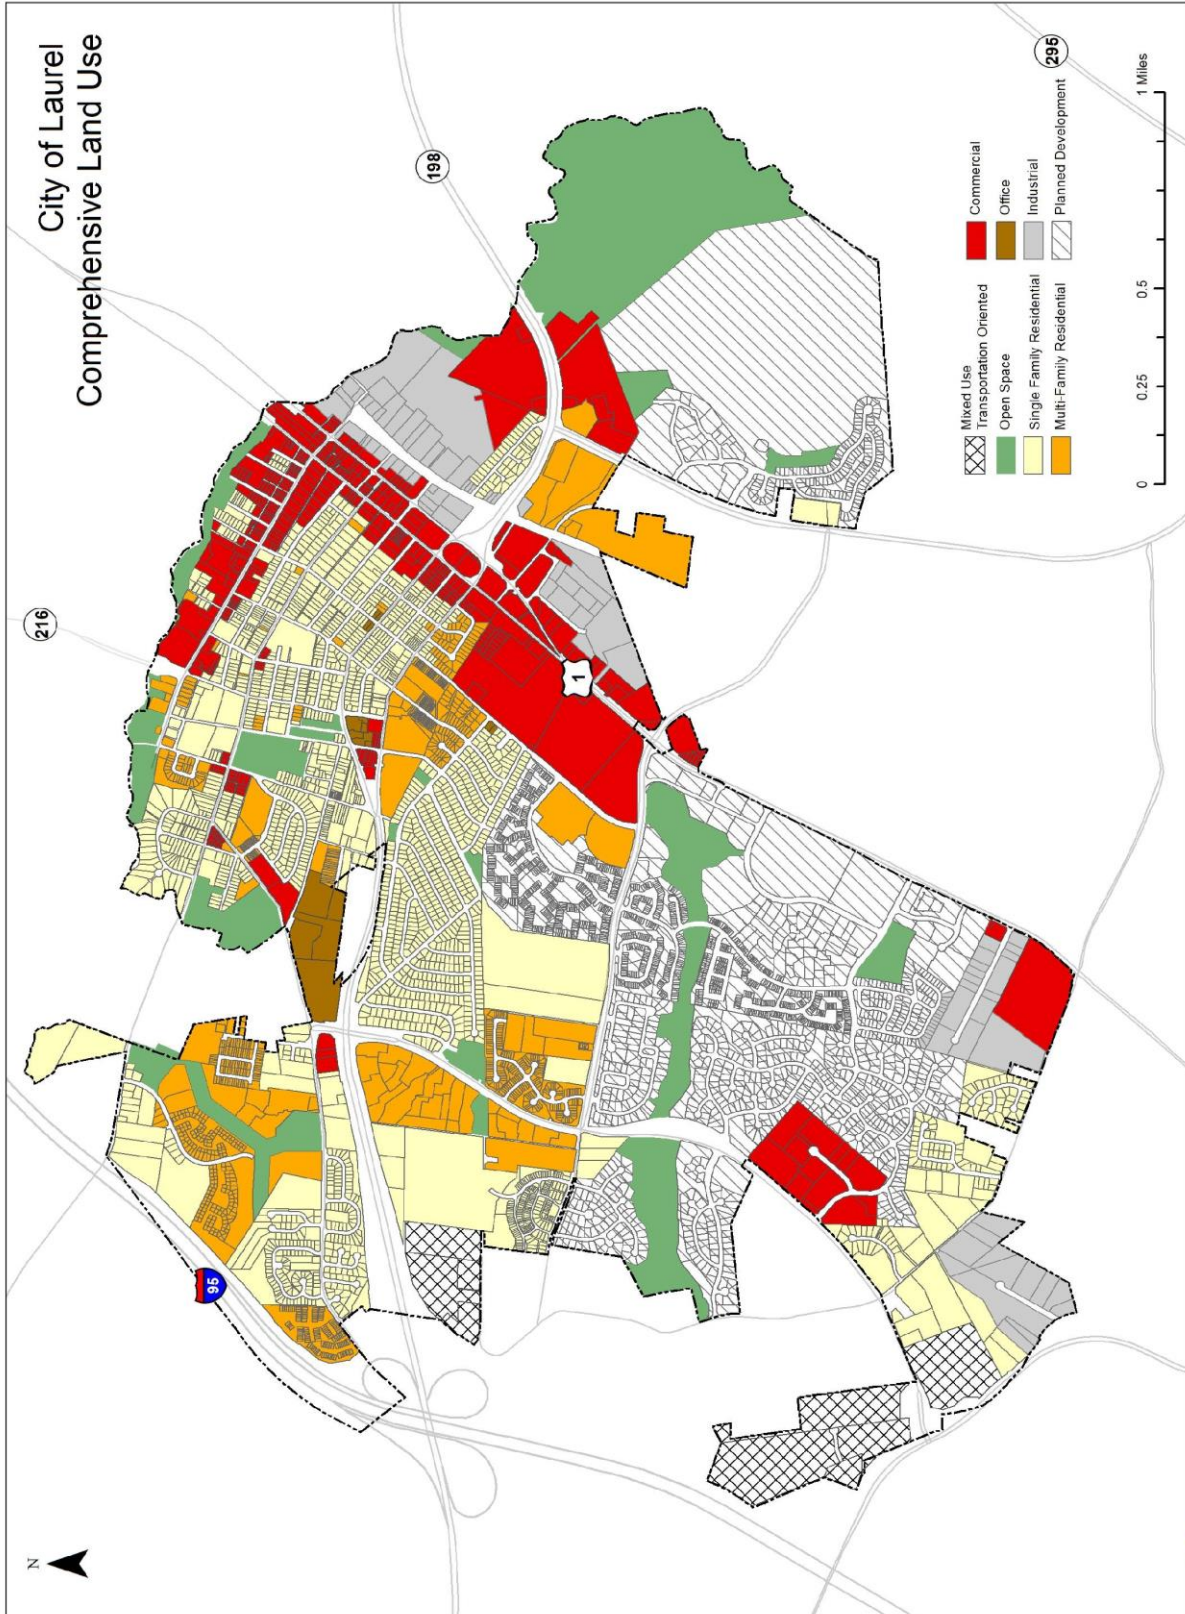 City of Laurel
Comprehensive Land Use
N
216
198
295
95
1
Mixed Use
Transportation Oriented
Open Space
Single Family Residential
Multi-Family Residential
Commercial
Office
Industrial
Planned Development
0
0.25
0.5
1 Miles